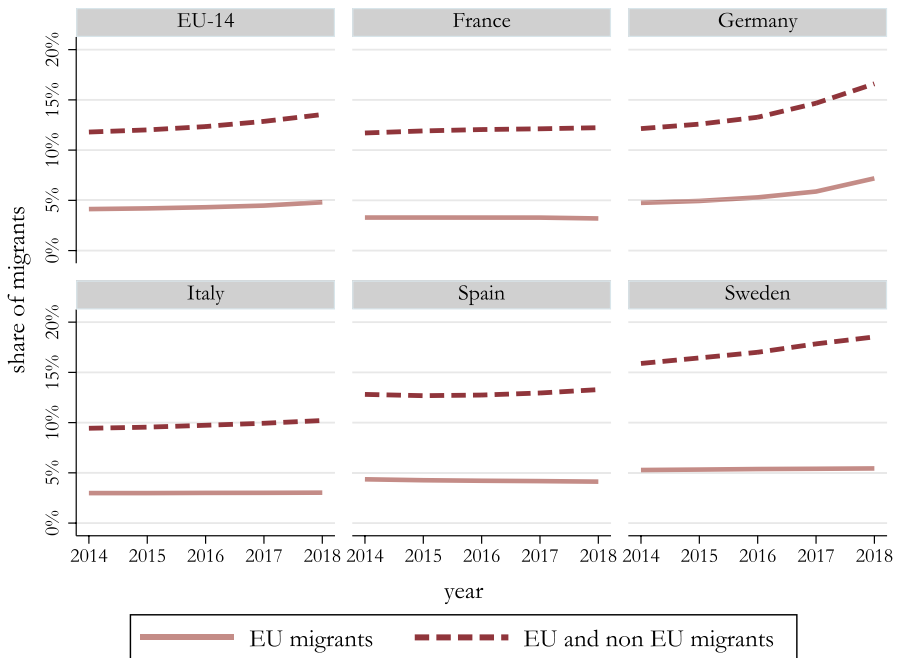 EU-14 France Germany
20%
15%
10%
5%
0%
share of migrants
Italy Spain Sweden
20%
15%
10%
5%
0%
2014 2015 2016 2017 2018 2014 2015 2016 2017 2018 2014 2015 2016 2017 2018
year
EU migrants EU and non EU migrants